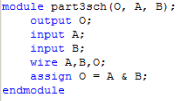 module part3sch(O, A, B);
output O;
input A;
input B;
wire A,B,O;
assign O = A & B;
endmodule